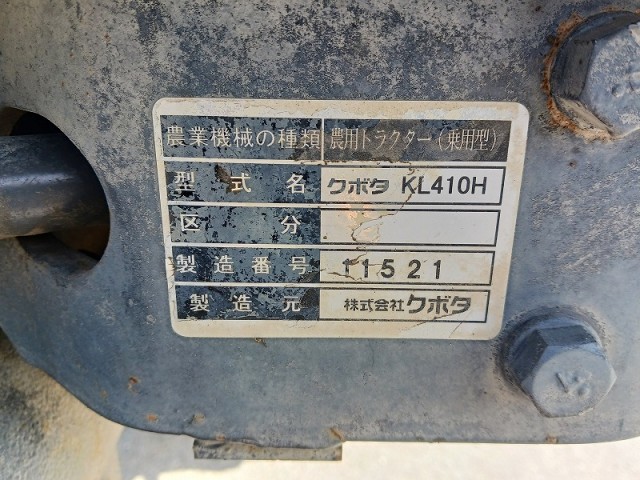 農業機械の種類 農用トラクター(乗用型)
型式名 クボタ KL410H
区分
製造番号 11521
製造元 株式会社クボタ